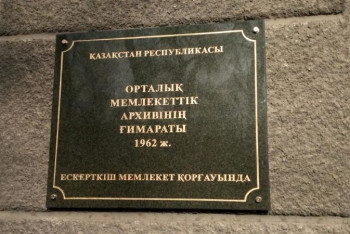 ҚАЗАҚСТАН РЕСПУБЛИКАСЫ
ОРТАЛЫҚ
МЕМЛЕКЕТТІК
АРХИВІНІҢ
ҒИМАРАТЫ
1962 ж.
ЕСКЕРТКІШ МЕМЛЕКЕТ ҚОРҒАУЫНДА